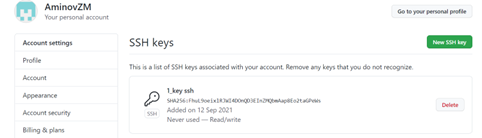 AminovZM
Your personal account
Go to your personal profile
Account settings
Profile
Account
Appearance
Account security
Billing & plans
SSH keys
New SSH key
This is a list of SSH keys associated with your account. Remove any keys that you do not recognize.
1_key ssh
SSH
Added on 12 Sep 2021
Never used — Read/write
Delete